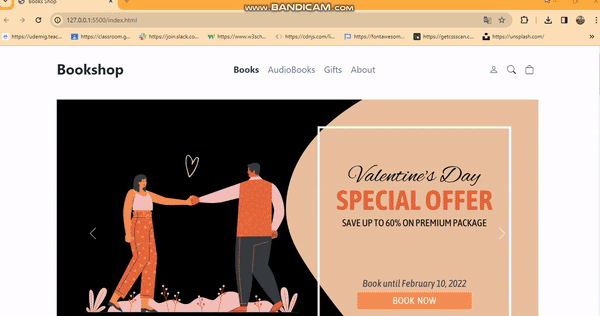 Books Shop
www.BANDICAM.com
127.0.0.1:5500/index.html
https://udemig.teac... https://classroom.g... https://join.slack.co... https://www.w3sch... https://cdnjs.com/li... https://fontawesom... https://getcssscan.c... https://unsplash.com/
Bookshop Books AudioBooks Gifts About
Valentine's Day
SPECIAL OFFER
SAVE UP TO 60% ON PREMIUM PACKAGE
Book until February 10, 2022
BOOK NOW